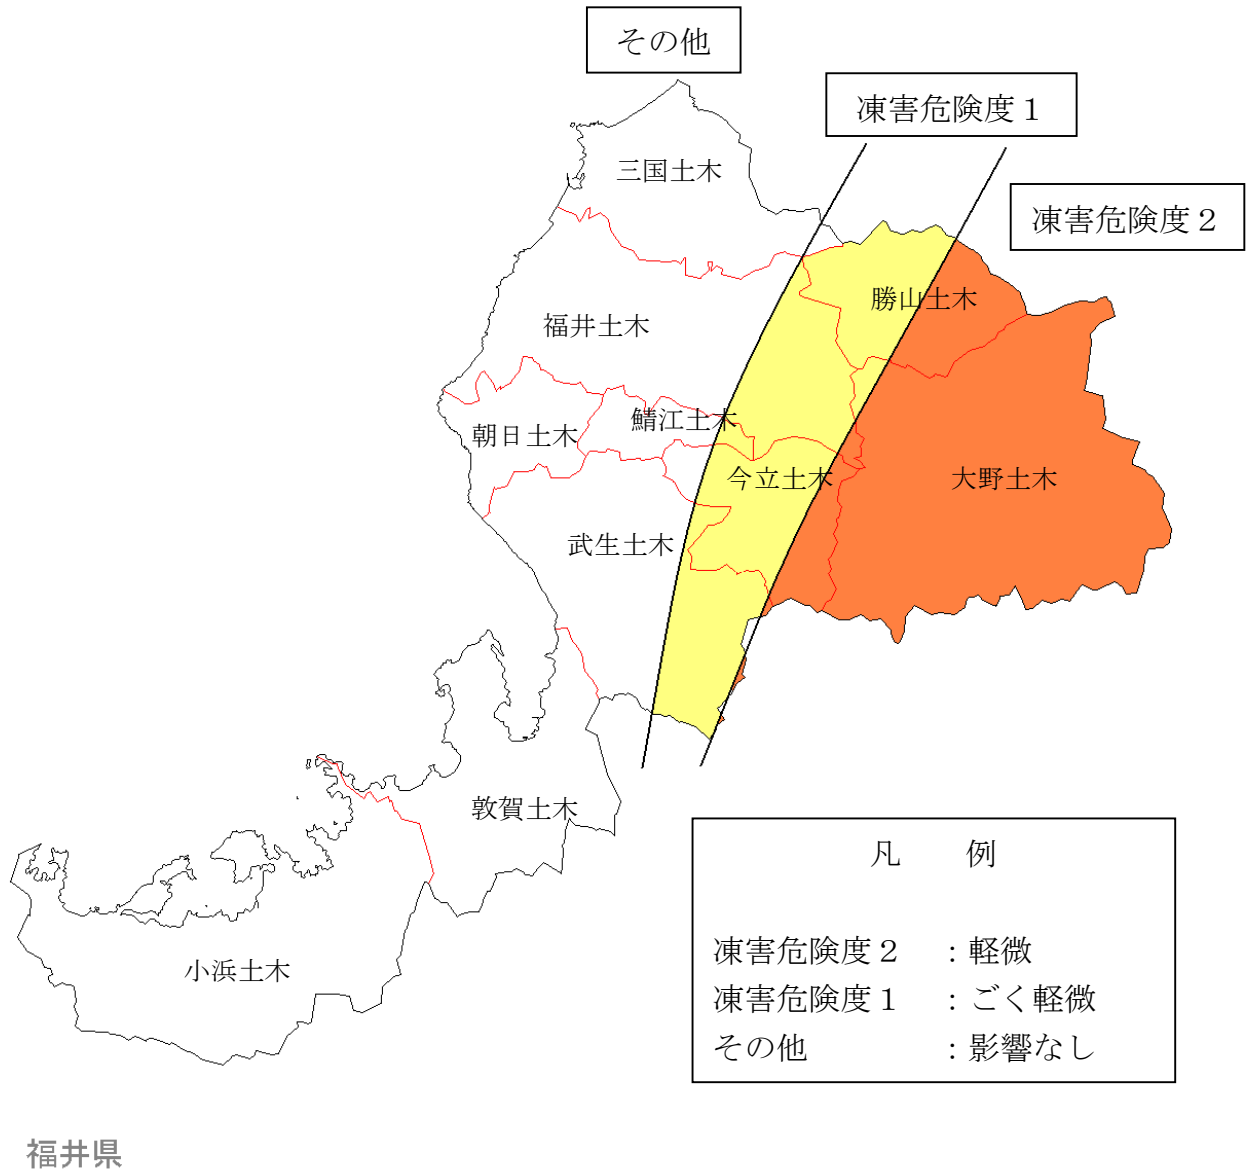 その他
凍害危険度１
三国土木
凍害危険度２
勝山土木
福井土木
鯖江土木
朝日土木
今立土木
大野土木
武生土木
敦賀土木
小浜土木
凡　　例
凍害危険度２　：軽微
凍害危険度１　：ごく軽微
その他　　　　：影響なし
福井県